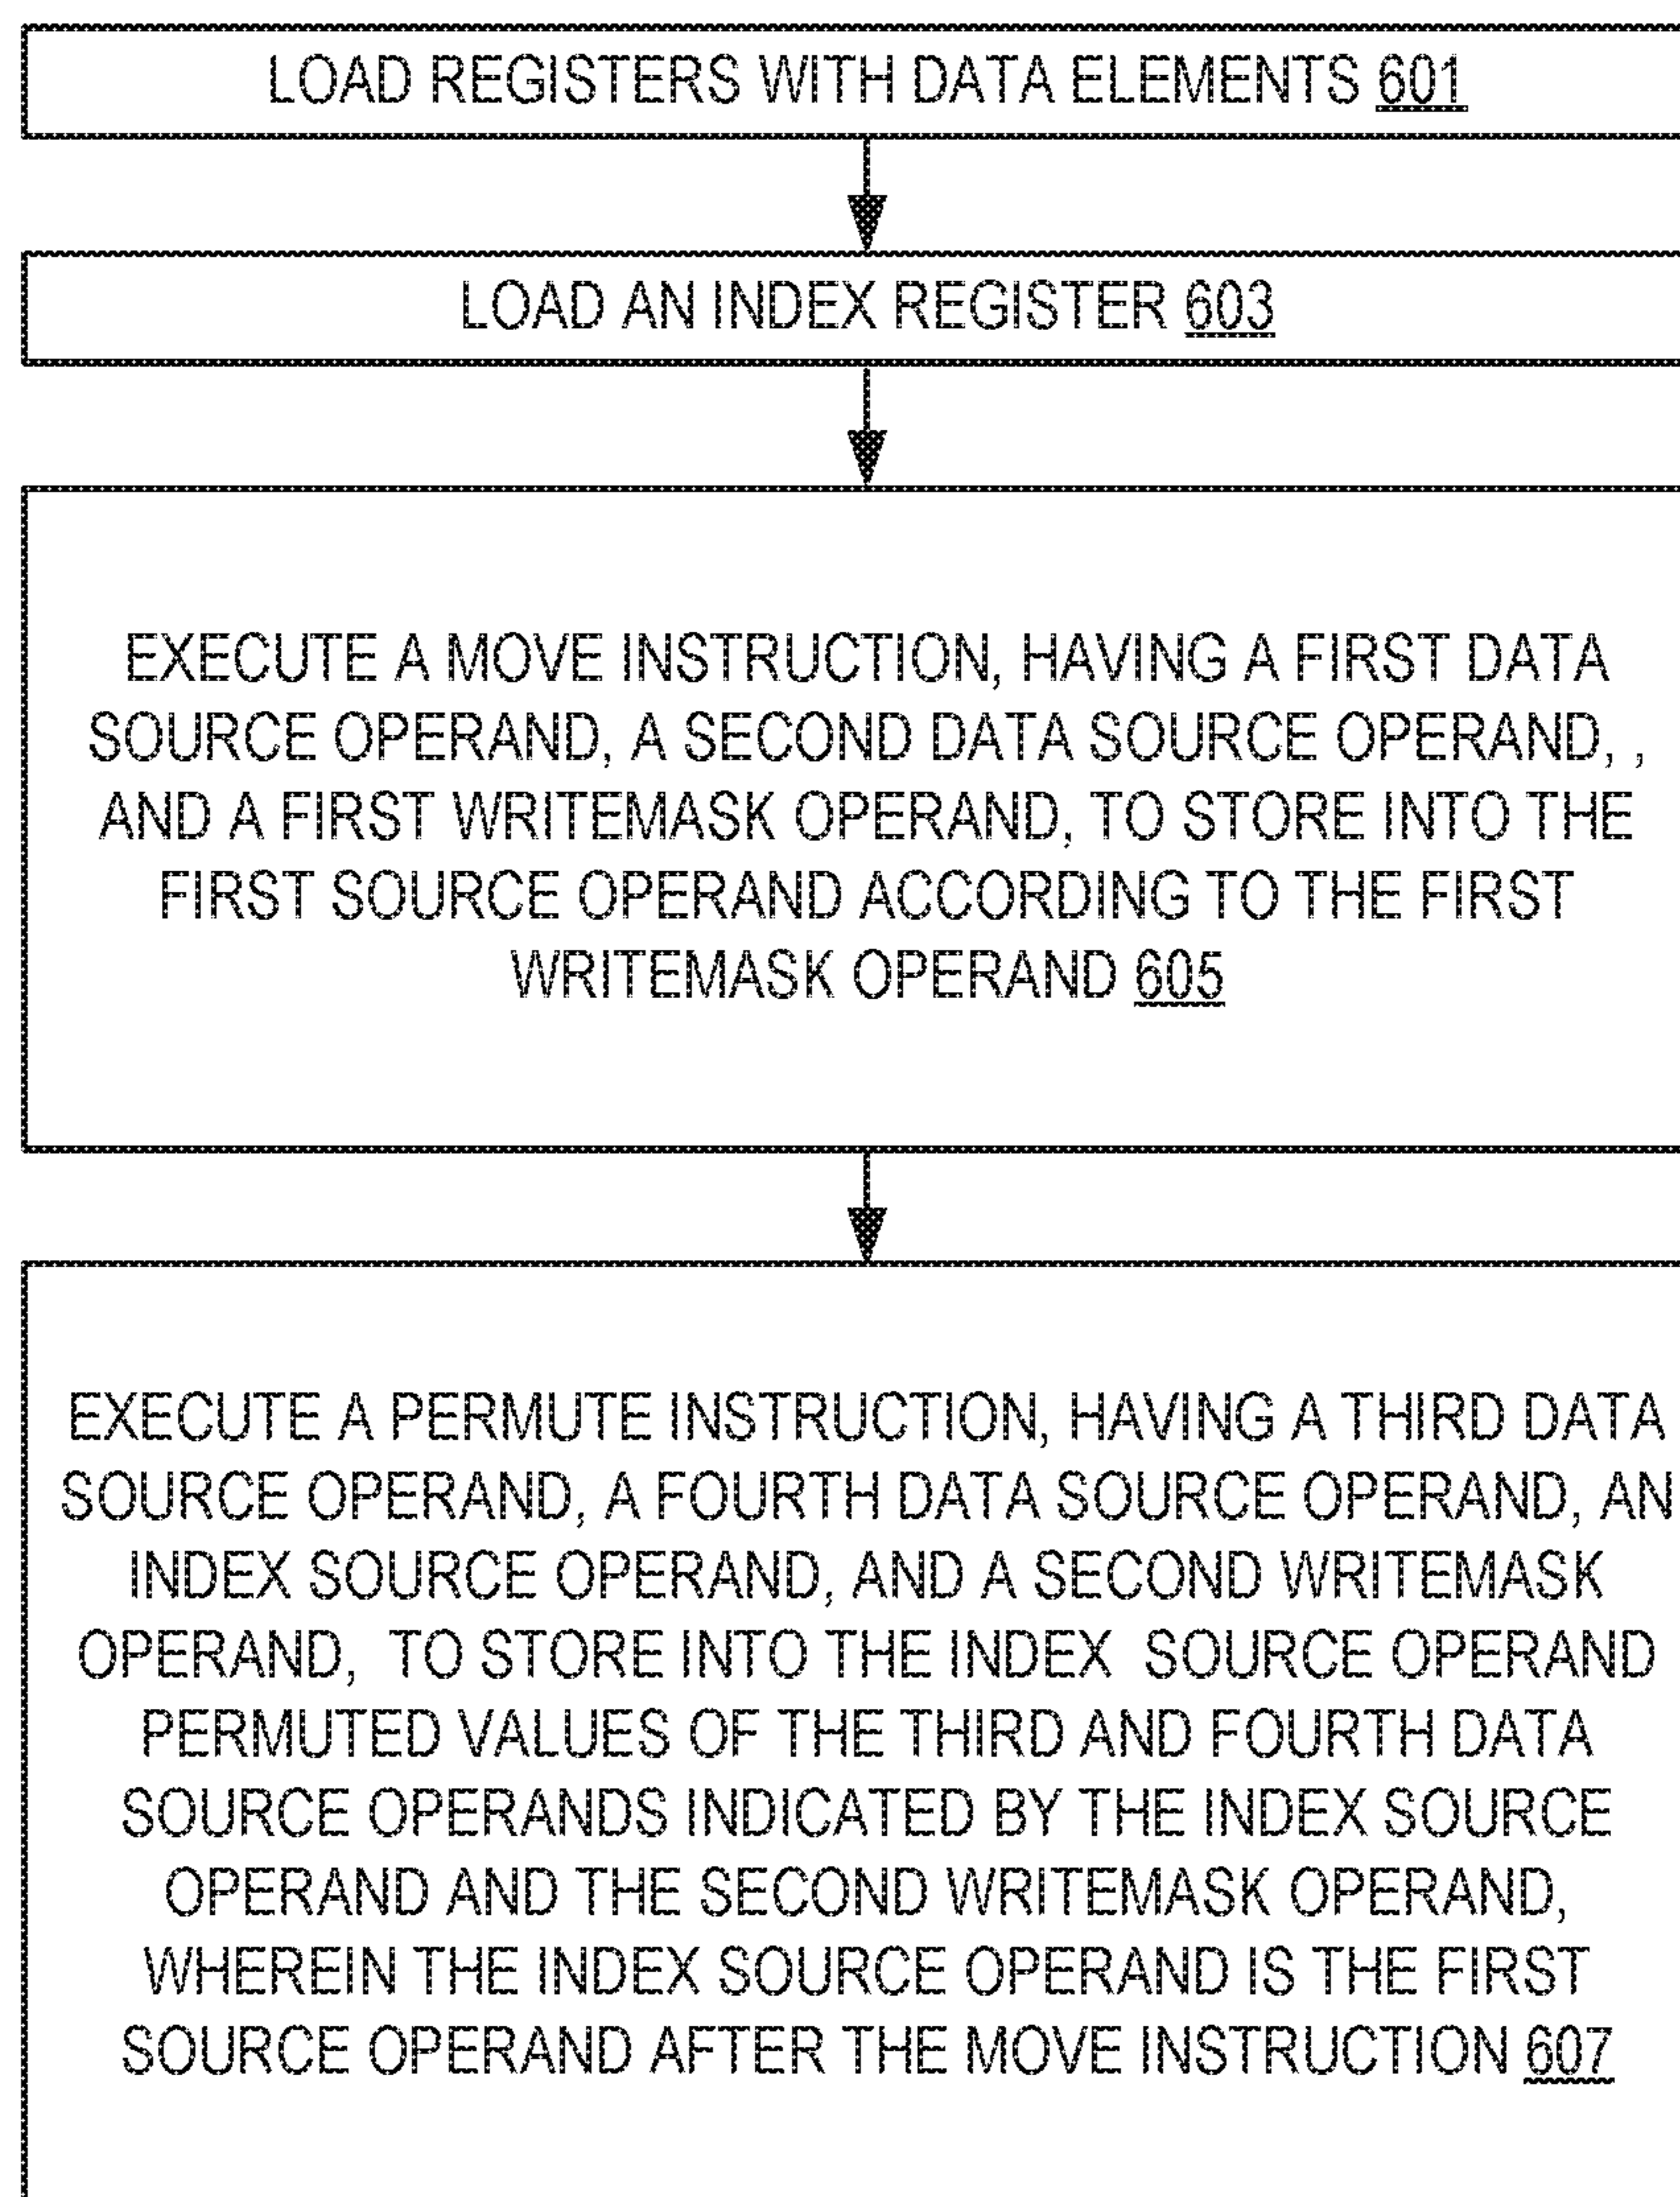 LOAD REGISTERS WITH DATA ELEMENTS 601
LOAD AN INDEX REGISTER 603
EXECUTE A MOVE INSTRUCTION, HAVING A FIRST DATA
SOURCE OPERAND, A SECOND DATA SOURCE OPERAND, ,
AND A FIRST WRITEMASK OPERAND, TO STORE INTO THE
FIRST SOURCE OPERAND ACCORDING TO THE FIRST
WRITEMASK OPERAND 605
EXECUTE A PERMUTE INSTRUCTION, HAVING A THIRD DATA
SOURCE OPERAND, A FOURTH DATA SOURCE OPERAND, AN
INDEX SOURCE OPERAND, AND A SECOND WRITEMASK
OPERAND,  TO STORE INTO THE INDEX  SOURCE OPERAND
PERMUTED VALUES OF THE THIRD AND FOURTH DATA
SOURCE OPERANDS INDICATED BY THE INDEX SOURCE
OPERAND AND THE SECOND WRITEMASK OPERAND,
WHEREIN THE INDEX SOURCE OPERAND IS THE FIRST
SOURCE OPERAND AFTER THE MOVE INSTRUCTION 607